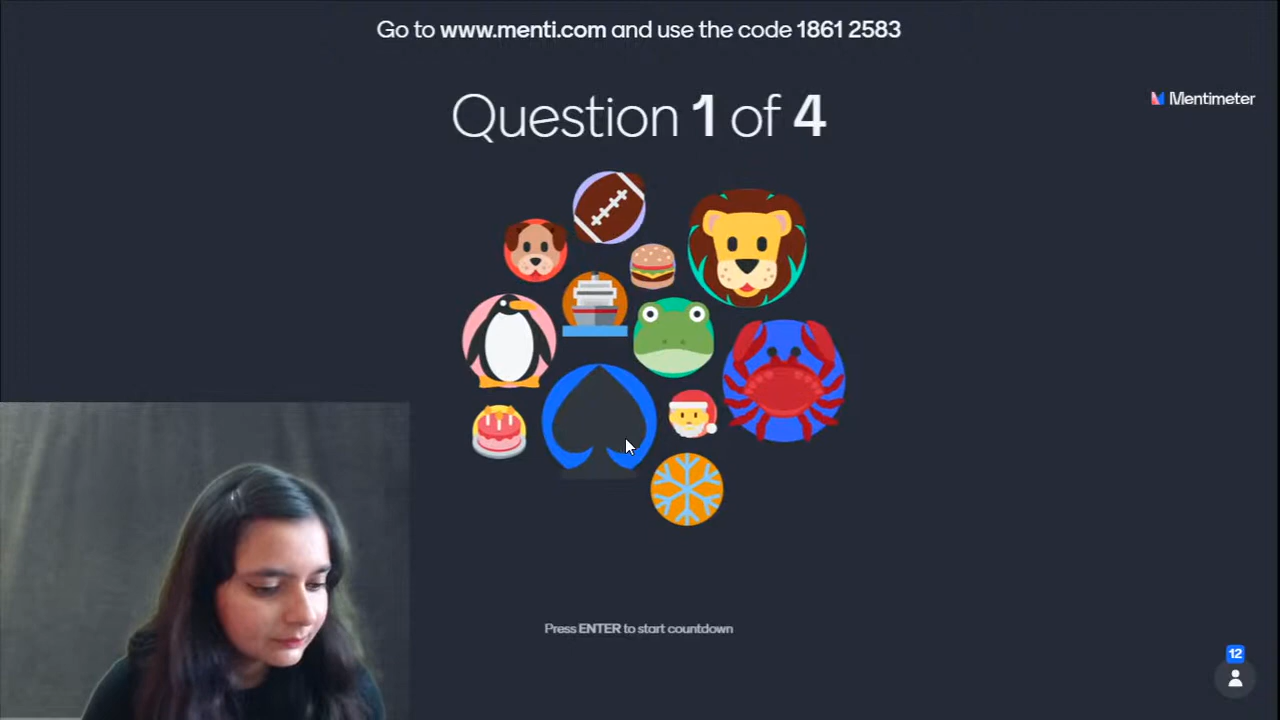 Go to www.menti.com and use the code 1861 2583
Mentimeter
Question 1 of 4
Press ENTER to start countdown
12